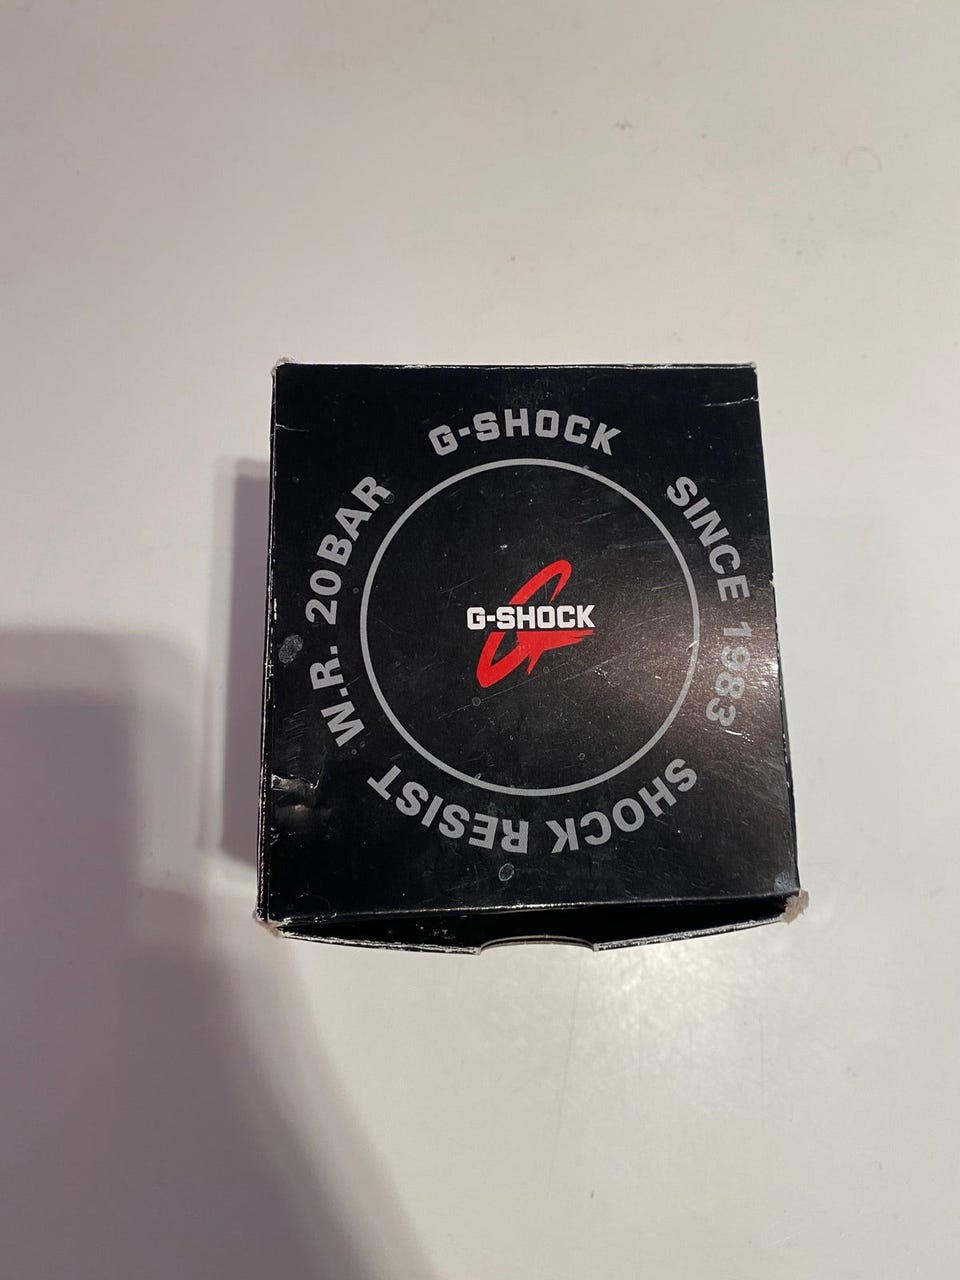 G-SHOCK
SINCE 1983
SHOCK RESIST
W.R. 20BAR
G-SHOCK